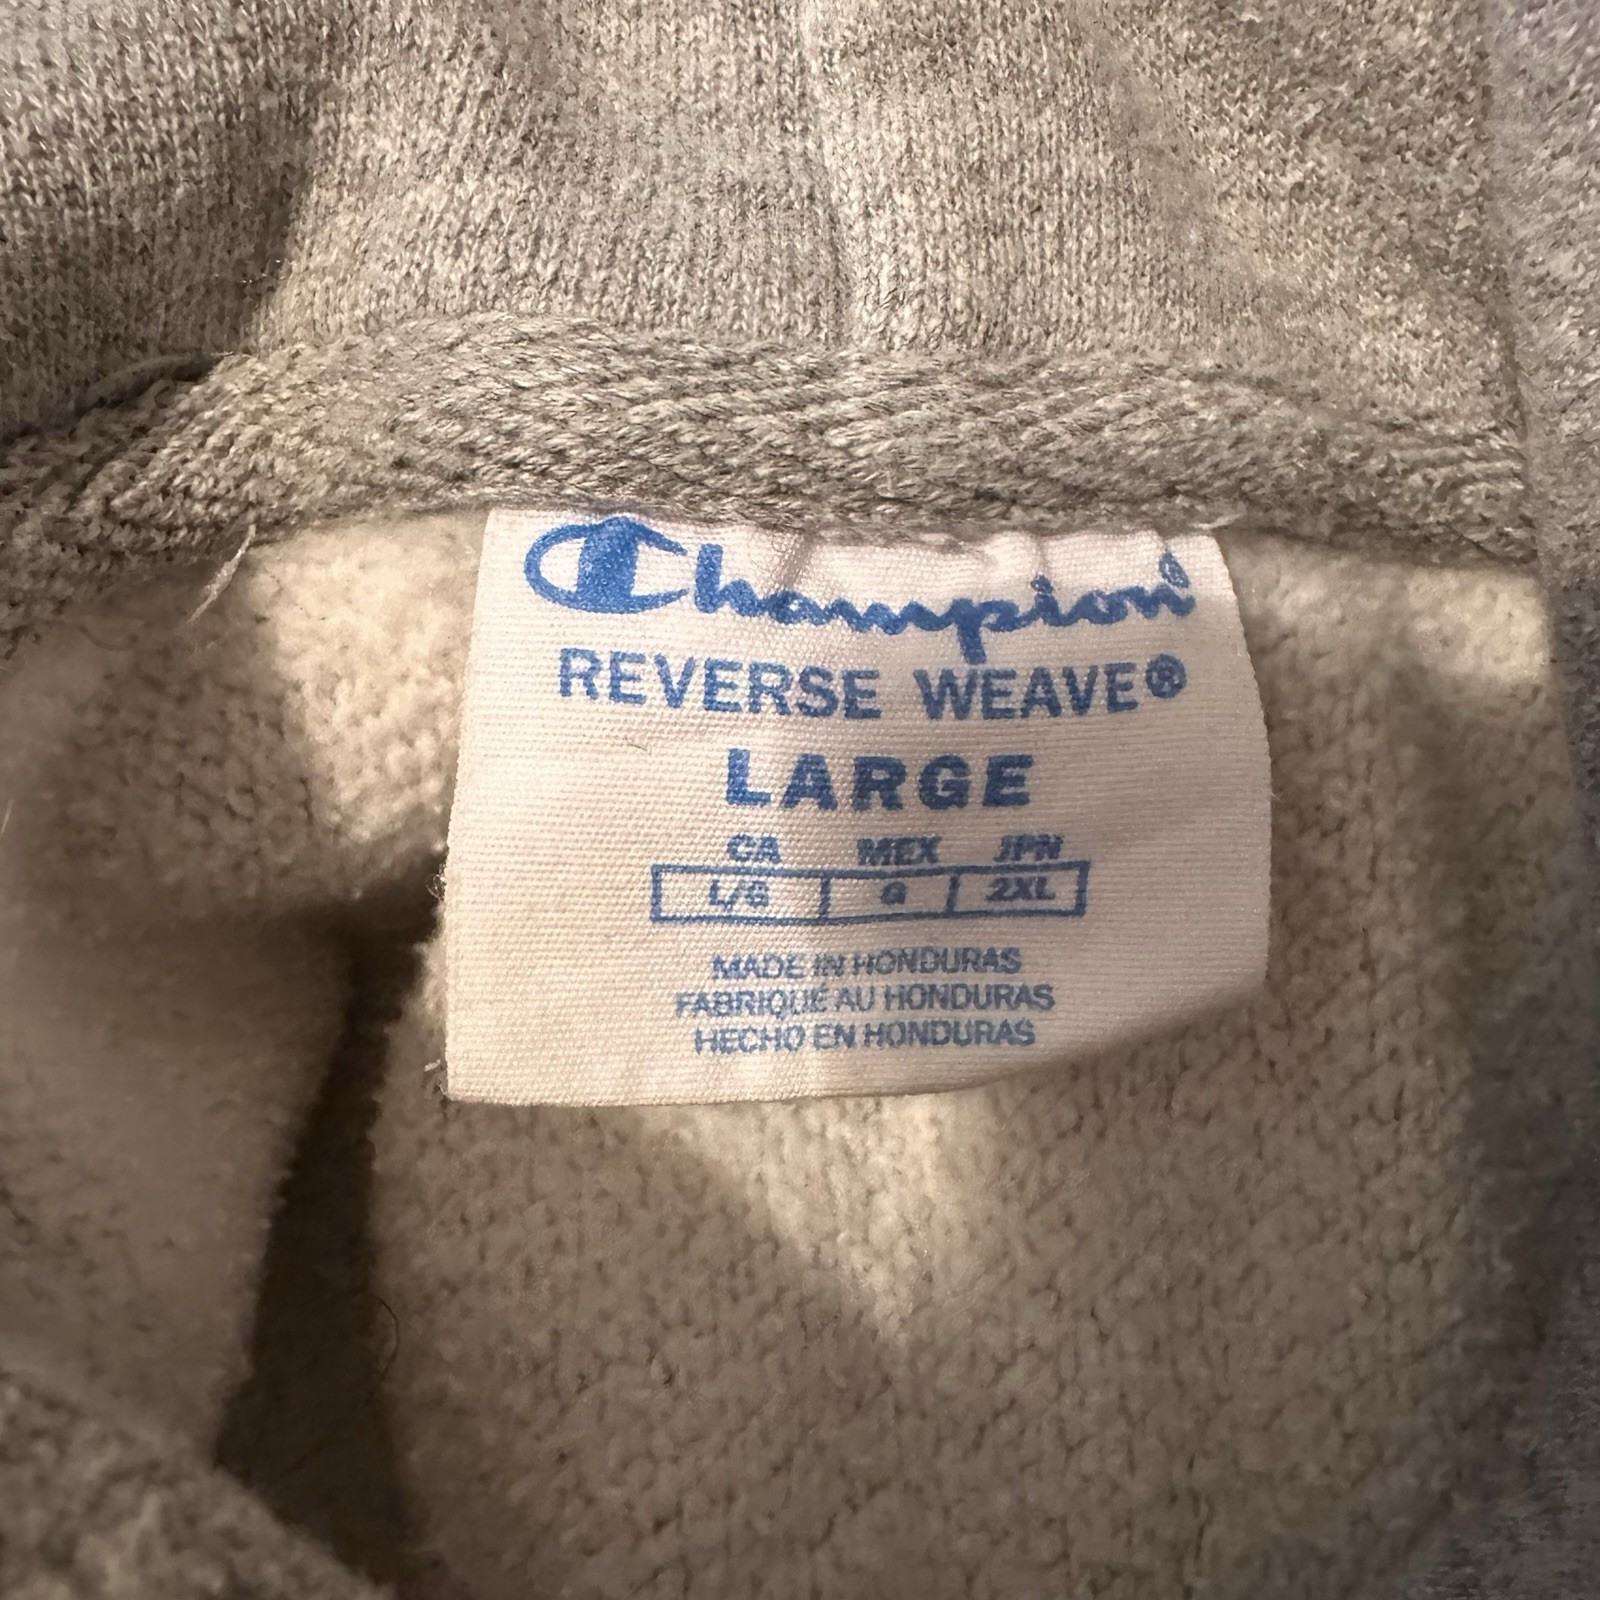 Champion®
REVERSE WEAVE®
LARGE
CA MEX JPN
L/G G 2XL
MADE IN HONDURAS
FABRIQUÉ AU HONDURAS
HECHO EN HONDURAS